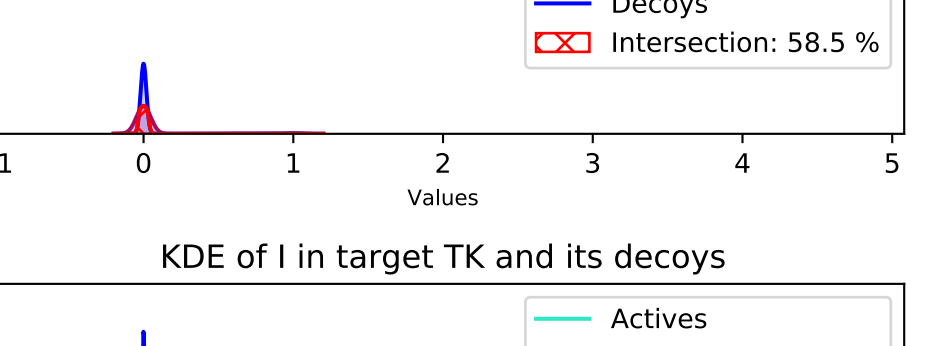 Decoys
Intersection: 58.5 %
1 0 1 2 3 4 5
Values
KDE of I in target TK and its decoys
Actives